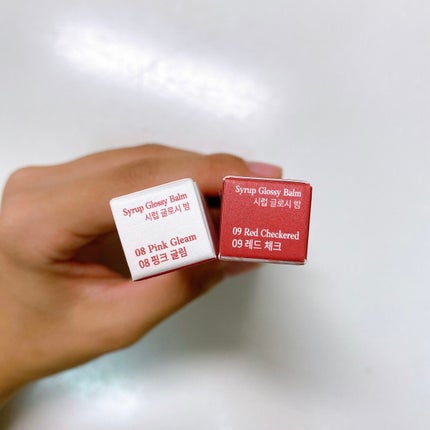 Syrup Glossy Balm
시럽 글로시 밤
08 Pink Gleam
08 핑크 글림
Syrup Glossy Balm
시럽 글로시 밤
09 Red Checkered
09 레드 체크